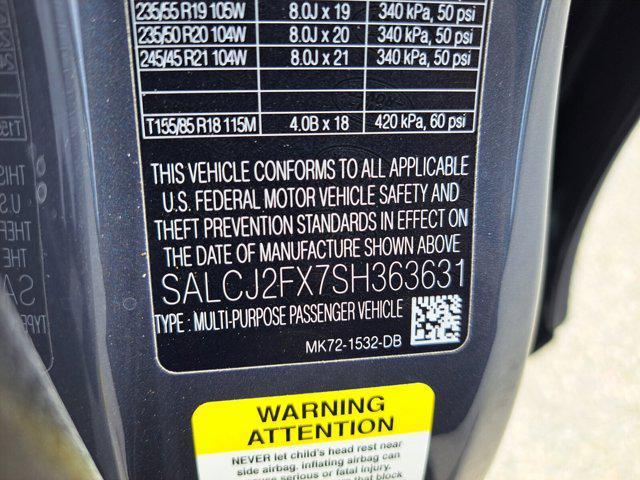 235/55 R19 105W 8.0J x 19 340 kPa, 50 psi
235/50 R20 104W 8.0J x 20 340 kPa, 50 psi
245/45 R21 104W 8.0J x 21 340 kPa, 50 psi
T155/85 R18 115M 4.0B x 18 420 kPa, 60 psi
THIS VEHICLE CONFORMS TO ALL APPLICABLE
U.S. FEDERAL MOTOR VEHICLE SAFETY AND
THEFT PREVENTION STANDARDS IN EFFECT ON
THE DATE OF MANUFACTURE SHOWN ABOVE
SALCJ2FX7SH363631
TYPE : MULTI-PURPOSE PASSENGER VEHICLE
MK72-1532-DB
WARNING
ATTENTION
NEVER let child's head rest near
side airbag. inflating airbag can
cause serious or fatal injury.
that block